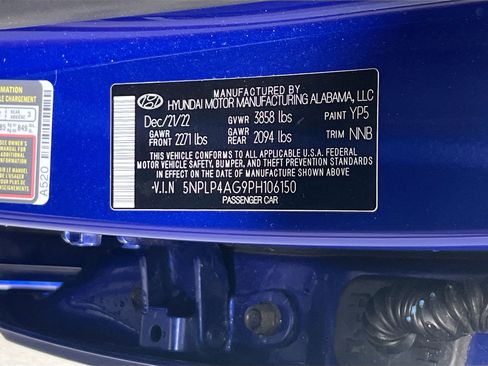 MANUFACTURED BY
HYUNDAI MOTOR MANUFACTURING ALABAMA, LLC
Dec/21/22 GVWR 3858 lbs PAINT YP5
GAWR FRONT 2271 lbs GAWR REAR 2094 lbs TRIM NNB
THIS VEHICLE CONFORMS TO ALL APPLICABLE U.S.A. FEDERAL
MOTOR VEHICLE SAFETY, BUMPER, AND THEFT PREVENTION
STANDARDS IN EFFECT ON THE DATE OF MANUFACTURE SHOWN ABOVE.
-V.I.N 5NPLP4AG9PH106150
PASSENGER CAR
A520